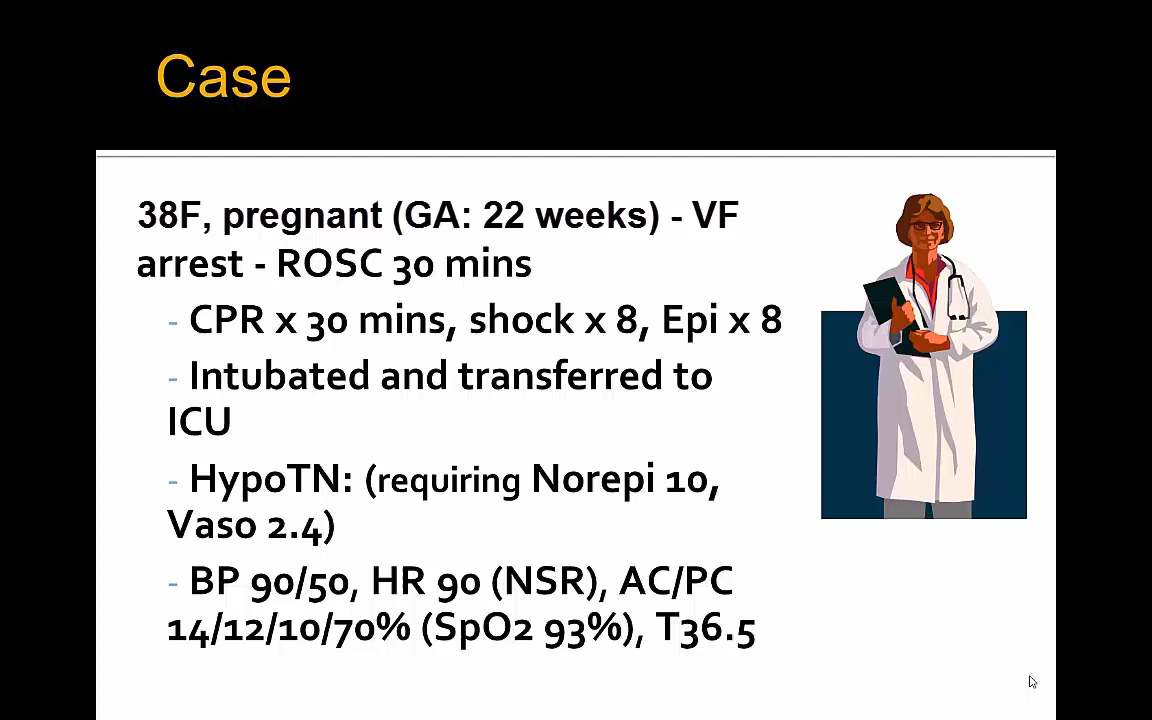 Case
38F, pregnant (GA: 22 weeks) - VF
arrest - ROSC 30 mins
- CPR x 30 mins, shock x 8, Epi x 8
- Intubated and transferred to
ICU
- HypoTN: (requiring Norepi 10,
Vaso 2.4)
- BP 90/50, HR 90 (NSR), AC/PC
14/12/10/70% (SpO2 93%), T36.5